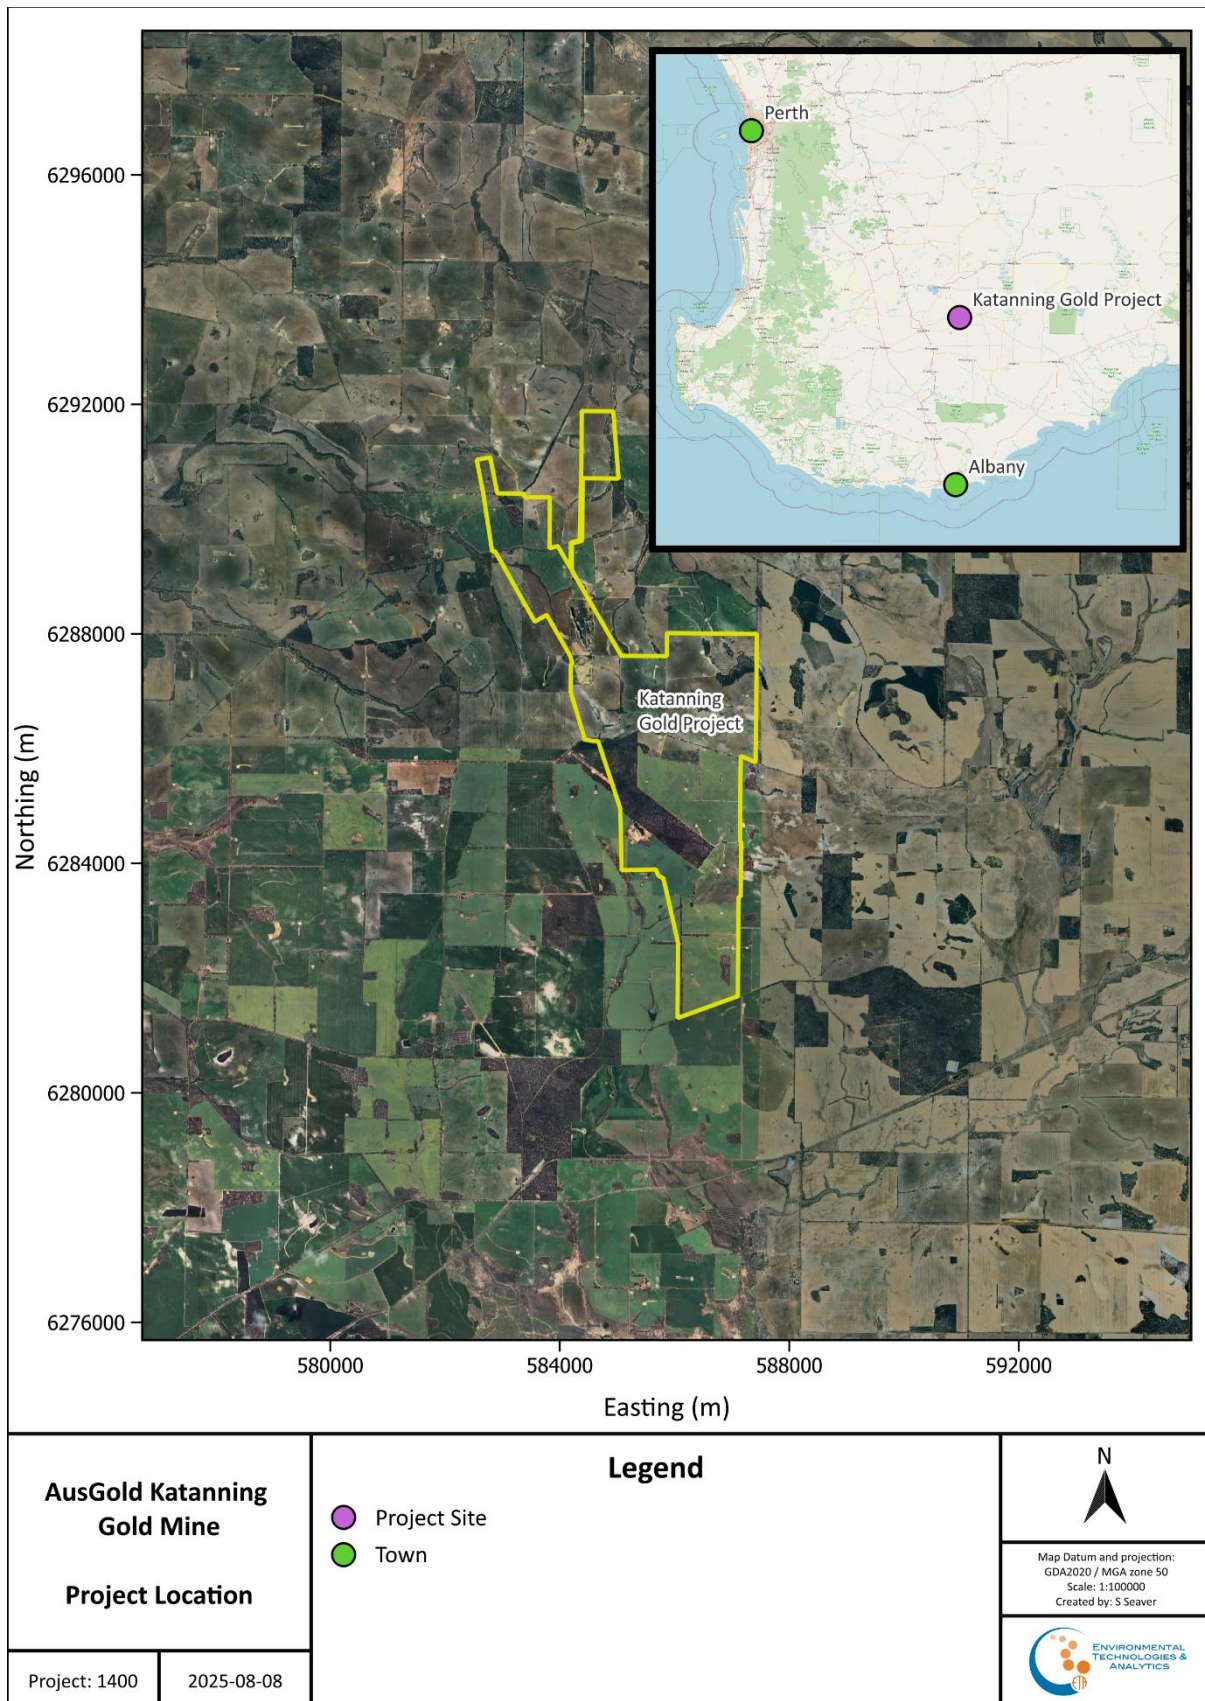 Perth
Katanning Gold Project
Albany
6296000
6292000
6288000
6284000
6280000
6276000
Northing (m)
Katanning
Gold Project
580000
584000
588000
592000
Easting (m)
AusGold Katanning
Gold Mine
Project Location
Project: 1400
2025-08-08
Legend
Project Site
Town
N
Map Datum and projection:
GDA2020 / MGA zone 50
Scale: 1:100000
Created by: S Seaver
ENVIRONMENTAL
TECHNOLOGIES &
ANALYTICS
ETA